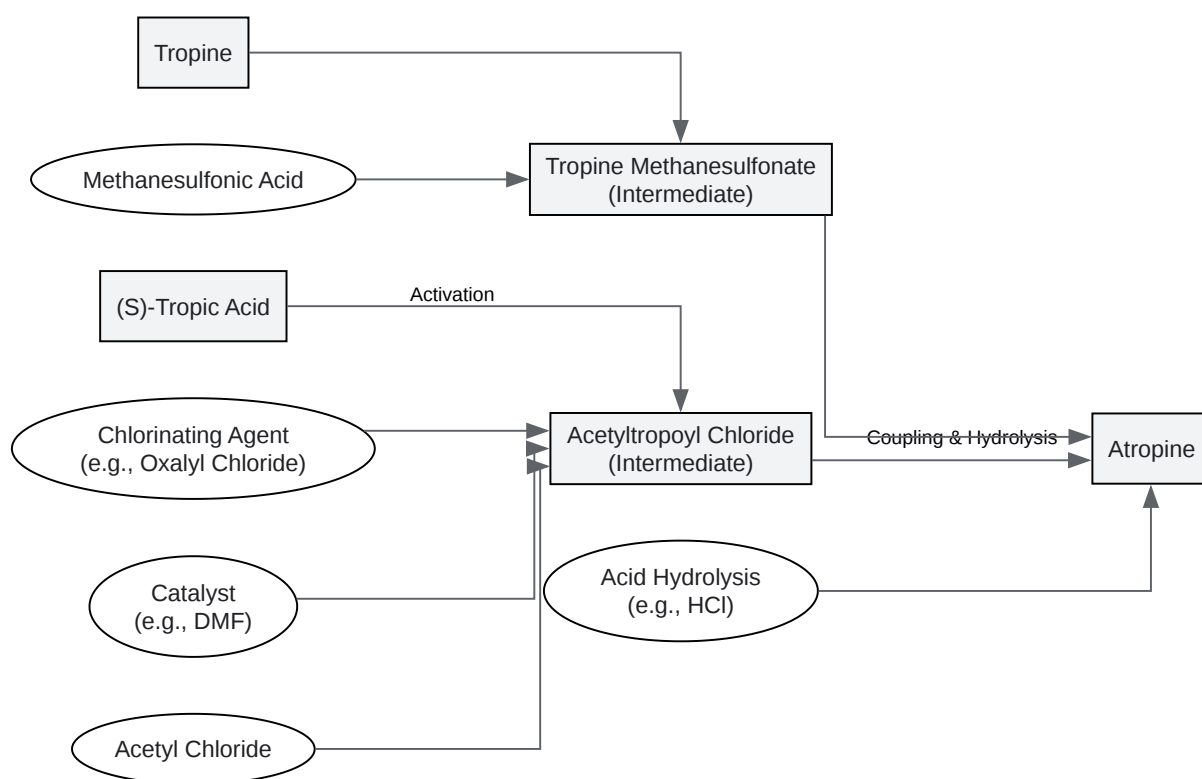 Tropine
Methanesulfonic Acid
Tropine Methanesulfonate
(Intermediate)
(S)-Tropic Acid
Activation
Chlorinating Agent
(e.g., Oxalyl Chloride)
Acetyltropoyl Chloride
(Intermediate)
Coupling & Hydrolysis
Atropine
Catalyst
(e.g., DMF)
Acid Hydrolysis
(e.g., HCl)
Acetyl Chloride